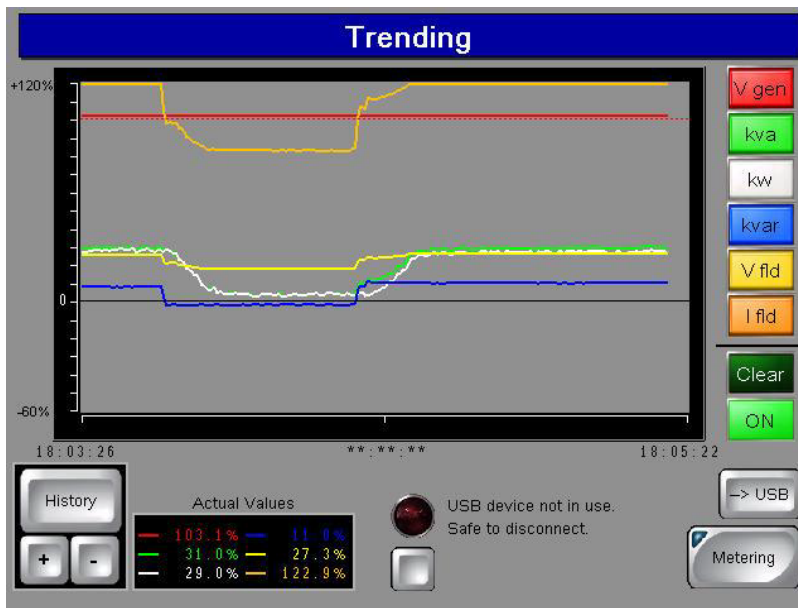 Trending
+120%
0
-60%
18:03:26
**:**:**
18:05:22
V gen
kva
kw
kvar
V fld
I fld
Clear
ON
History
+ -
Actual Values
103.1% 11.0%
31.0% 27.3%
29.0% 122.9%
USB device not in use.
Safe to disconnect.
--> USB
Metering